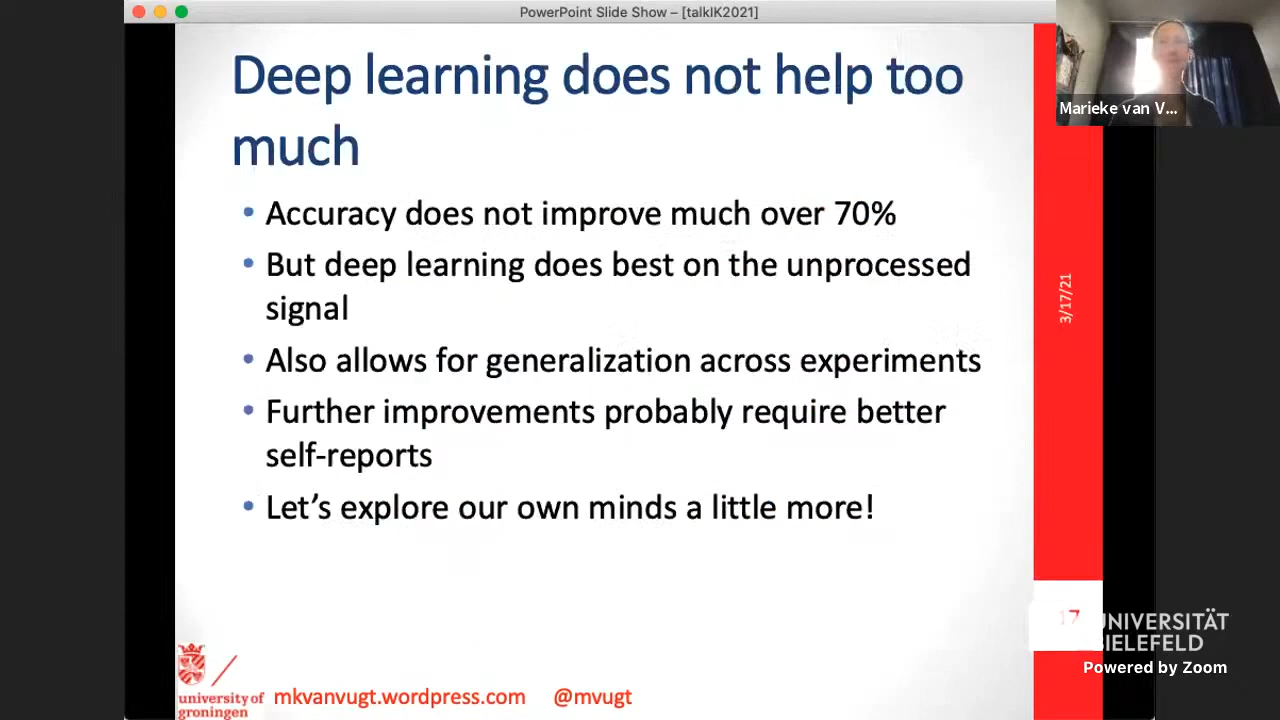 PowerPoint Slide Show – [talkIK2021]
Marieke van V...
Deep learning does not help too
much
• Accuracy does not improve much over 70%
• But deep learning does best on the unprocessed
signal
• Also allows for generalization across experiments
• Further improvements probably require better
self-reports
• Let's explore our own minds a little more!
3/17/21
17
UNIVERSITÄT
BIELEFELD
Powered by Zoom
university of
groningen
mkvanvugt.wordpress.com @mvugt